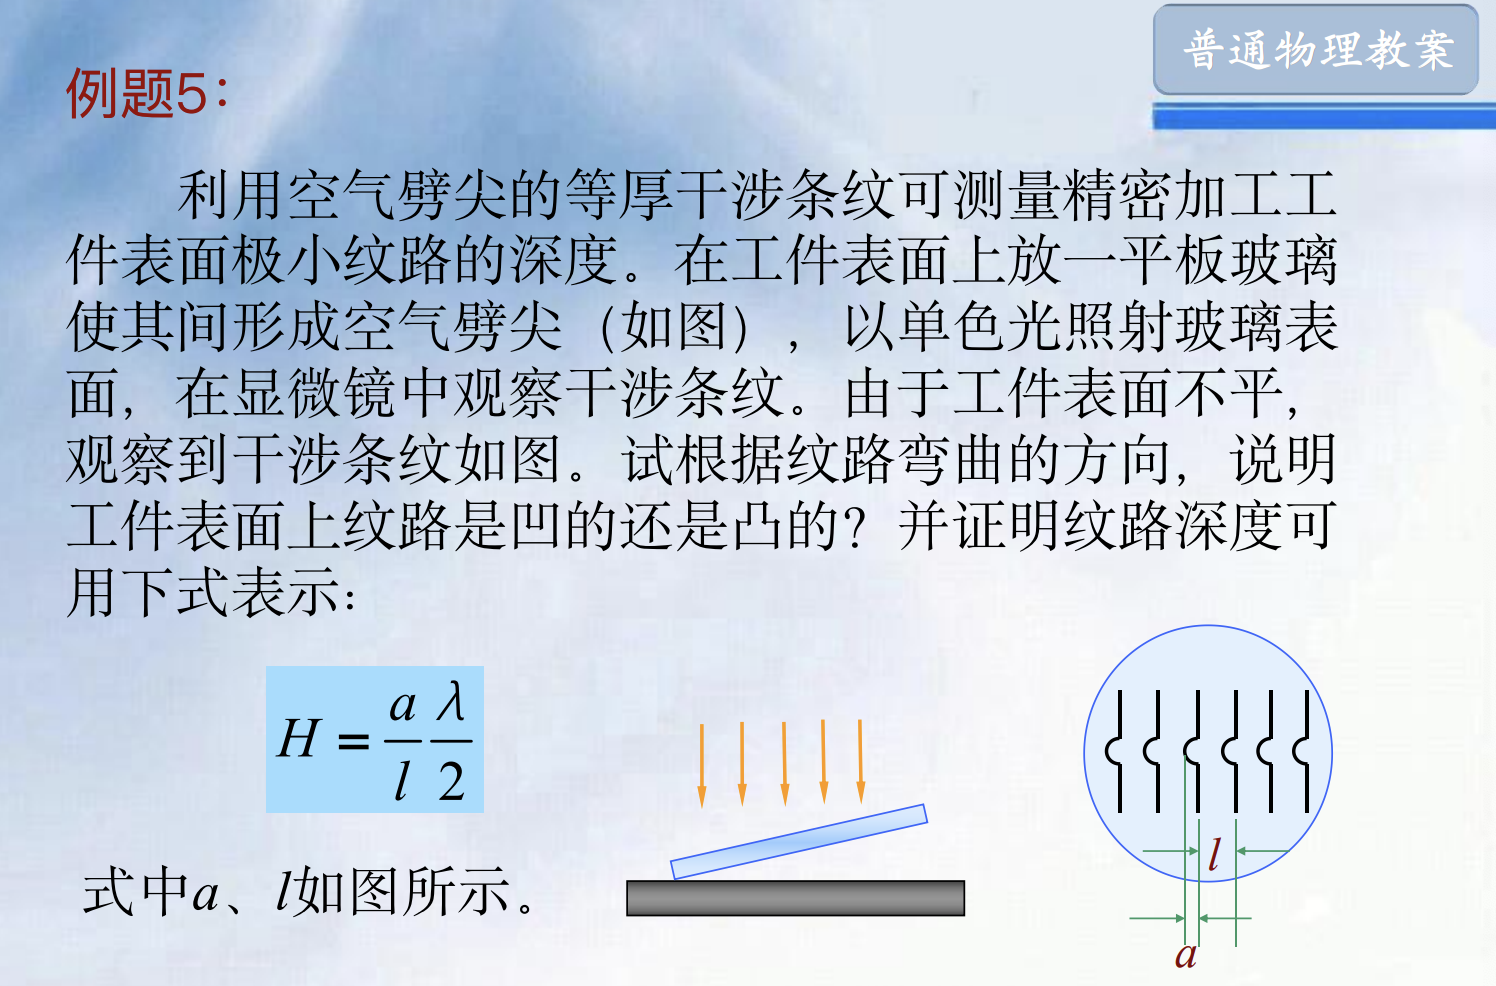 普通物理教案
例题5：
利用空气劈尖的等厚干涉条纹可测量精密加工工
件表面极小纹路的深度。在工件表面上放一平板玻璃
使其间形成空气劈尖（如图），以单色光照射玻璃表
面，在显微镜中观察干涉条纹。由于工件表面不平，
观察到干涉条纹如图。试根据纹路弯曲的方向，说明
工件表面上纹路是凹的还是凸的？并证明纹路深度可
用下式表示：
H = a/l λ/2
式中a、l如图所示。
l
a